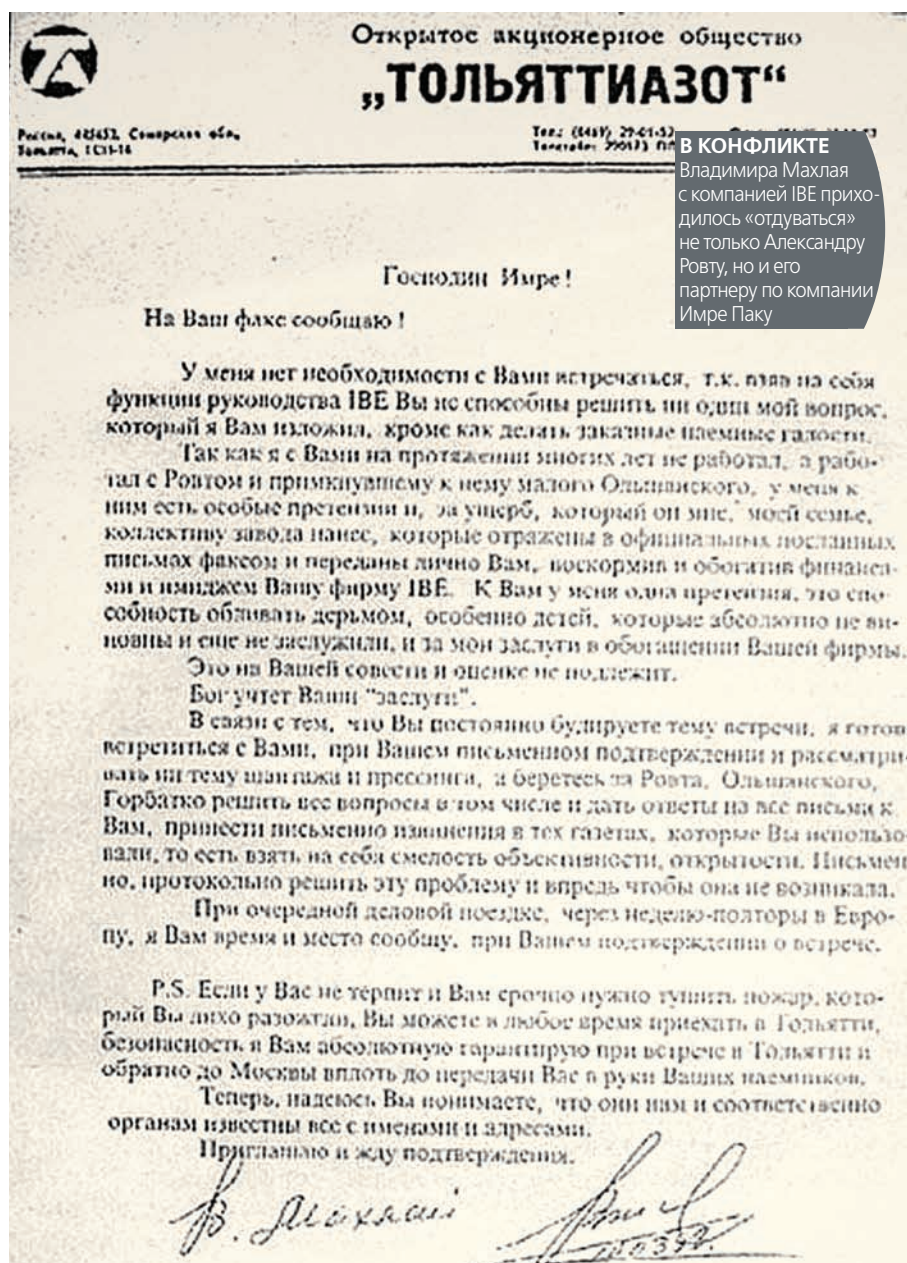 Открытое акционерное общество
„ТОЛЬЯТТИАЗОТ“
Россия, 445653, Самарская обл.,
Тольятти,
Тел.: (8469) 29-01-52
В КОНФЛИКТЕ
Владимира Махлая
с компанией IBE прихо-
дилось «отдуваться»
не только Александру
Ровту, но и его
партнеру по компании
Имре Паку
Господин Имре!
На Ваш факс сообщаю !
У меня нет необходимости с Вами встречаться, т.к. взяв на себя
функции руководства IBE Вы не способны решить ни один мой вопрос,
который я Вам изложил, кроме как делать заказные наемные гадости.
Так как я с Вами на протяжении многих лет не работал, а рабо-
тал с Ровтом и примкнувшему к нему малого Ольшанского, у меня к
ним есть особые претензии и, за ущерб, который он мне, моей семье,
коллективу завода нанес, которые отражены в официальных посланных
письмах факсом и переданы лично Вам, воскормив и обогатив финанса-
ми и имиджем Вашу фирму IBE. К Вам у меня одна претензия, это спо-
собность обливать дерьмом, особенно детей, которые абсолютно не ви-
новны и еще не заслужили, и за мои заслуги в обогащении Вашей фирмы.
Это на Вашей совести и оценке не подлежит.
Бог учтет Ваши "заслуги".
В связи с тем, что Вы постоянно будируете тему встречи, я готов
встретиться с Вами, при Вашем письменном подтверждении и рассматри-
вать ни тему шантажа и прессинга, а беретесь за Ровта, Ольшанского,
Горбатко решить все вопросы в том числе и дать ответы на все письма к
Вам, принести письменно извинения в тех газетах, которые Вы использо-
вали, то есть взять на себя смелость объективности, открытости. Письмен
но, протокольно решить эту проблему и впредь чтобы она не возникала.
При очередной деловой поездке, через неделю-полторы в Евро-
пу, я Вам время и место сообщу, при Вашем подтверждении о встрече.
P.S. Если у Вас не терпит и Вам срочно нужно тушить пожар, кото-
рый Вы лихо разожгли, Вы можете в любое время приехать в Тольятти,
безопасность я Вам абсолютную гарантирую при встрече в Тольятти и
обратно до Москвы вплоть до передачи Вас в руки Ваших наемников.
Теперь, надеюсь Вы понимаете, что они нам и соответственно
органам известны все с именами и адресами.
Приглашаю и жду подтверждения.
В. Махлай